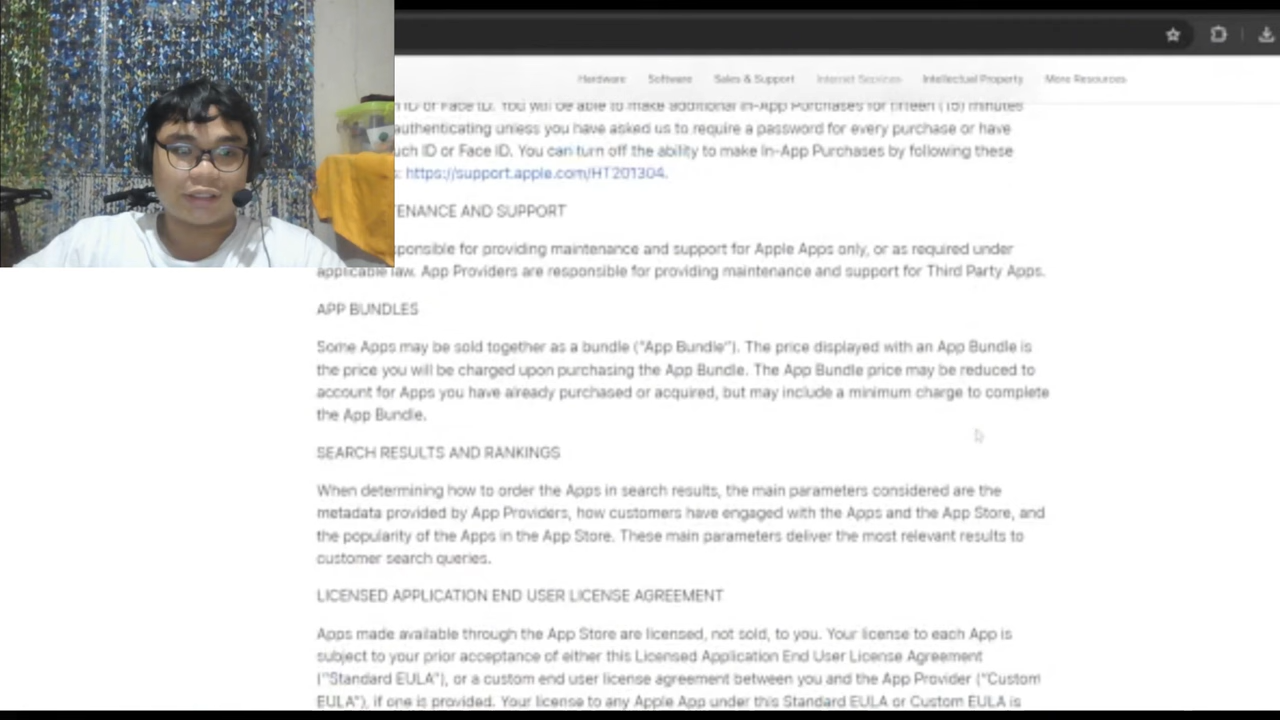 Hardware Software Sales & Support Internet Services Intellectual Property More Resources
ID or Face ID. You will be able to make additional In-App Purchases for fifteen (15) minutes
authenticating unless you have asked us to require a password for every purchase or have
uch ID or Face ID. You can turn off the ability to make In-App Purchases by following these
: https://support.apple.com/HT201304.
TENANCE AND SUPPORT
sponsible for providing maintenance and support for Apple Apps only, or as required under
applicable law. App Providers are responsible for providing maintenance and support for Third Party Apps.
APP BUNDLES
Some Apps may be sold together as a bundle ("App Bundle"). The price displayed with an App Bundle is
the price you will be charged upon purchasing the App Bundle. The App Bundle price may be reduced to
account for Apps you have already purchased or acquired, but may include a minimum charge to complete
the App Bundle.
SEARCH RESULTS AND RANKINGS
When determining how to order the Apps in search results, the main parameters considered are the
metadata provided by App Providers, how customers have engaged with the Apps and the App Store, and
the popularity of the Apps in the App Store. These main parameters deliver the most relevant results to
customer search queries.
LICENSED APPLICATION END USER LICENSE AGREEMENT
Apps made available through the App Store are licensed, not sold, to you. Your license to each App is
subject to your prior acceptance of either this Licensed Application End User License Agreement
("Standard EULA"), or a custom end user license agreement between you and the App Provider ("Custom
EULA"), if one is provided. Your license to any Apple App under this Standard EULA or Custom EULA is